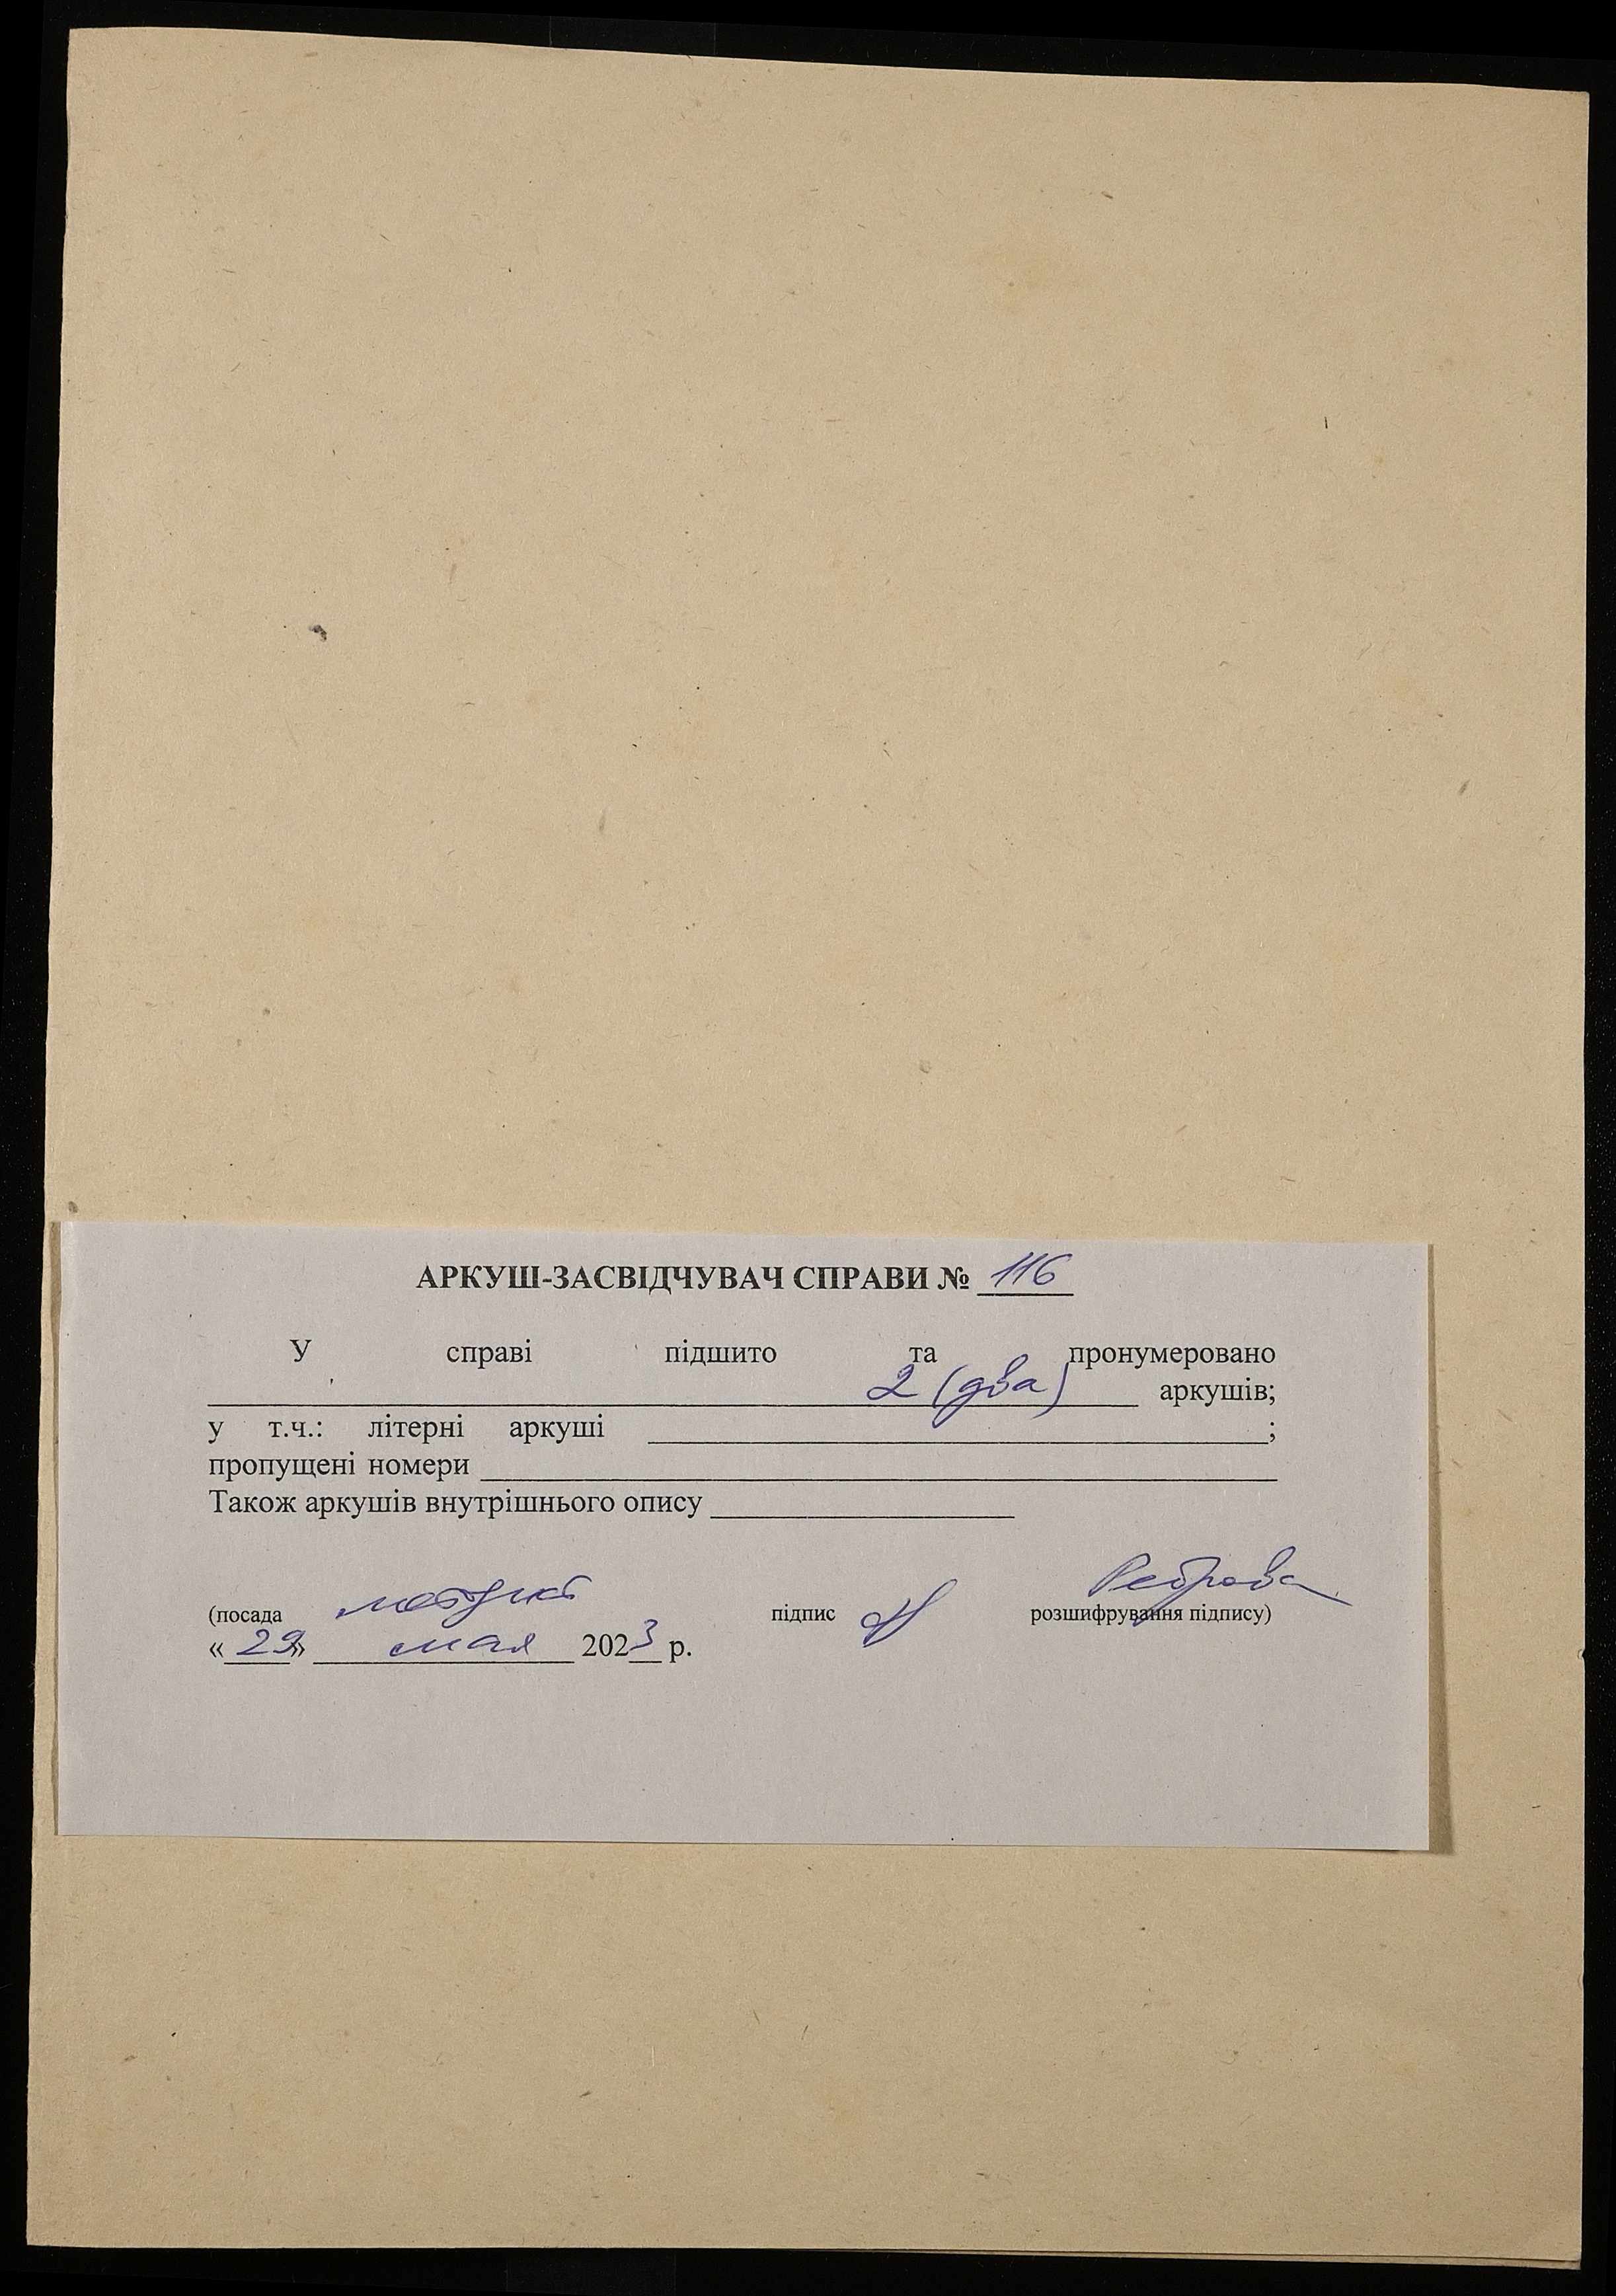 АРКУШ-ЗАСВІДЧУВАЧ СПРАВИ № 116
У справі підшито та пронумеровано
2 (два) аркушів;
у т.ч.: літерні аркуші ;
пропущені номери
Також аркушів внутрішнього опису
Реброва
(посада підпис розшифрування підпису)
«29» мая 2023 р.